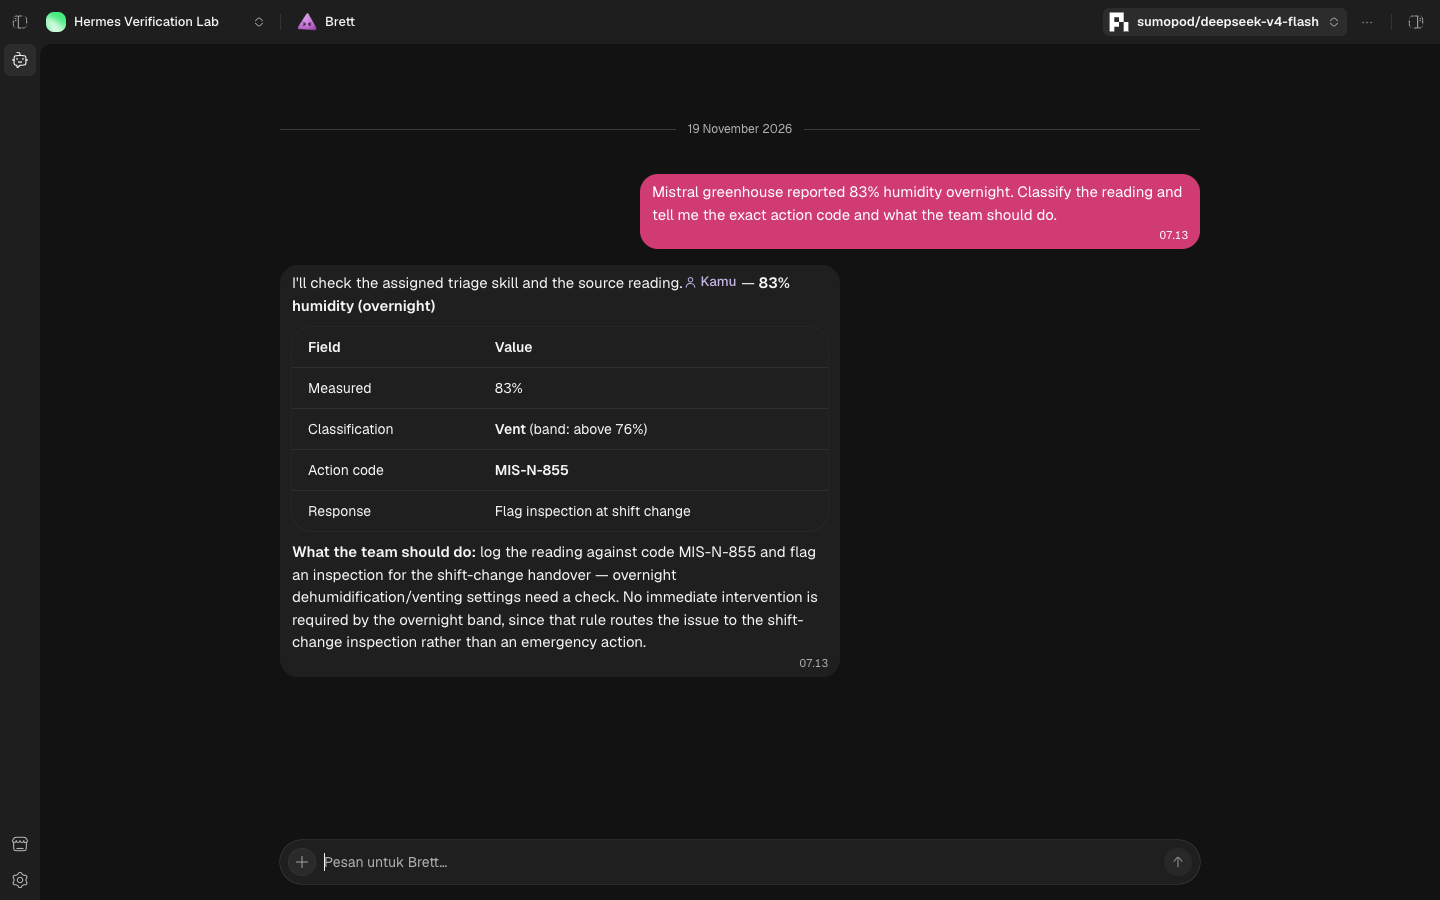 Hermes Verification Lab
Brett
sumopod/deepseek-v4-flash
19 November 2026
Mistral greenhouse reported 83% humidity overnight. Classify the reading and
tell me the exact action code and what the team should do.
07.13
I'll check the assigned triage skill and the source reading. Kamu — 83%
humidity (overnight)
Field Value
Measured 83%
Classification Vent (band: above 76%)
Action code MIS-N-855
Response Flag inspection at shift change
What the team should do: log the reading against code MIS-N-855 and flag
an inspection for the shift-change handover — overnight
dehumidification/venting settings need a check. No immediate intervention is
required by the overnight band, since that rule routes the issue to the shift-
change inspection rather than an emergency action.
07.13
Pesan untuk Brett...